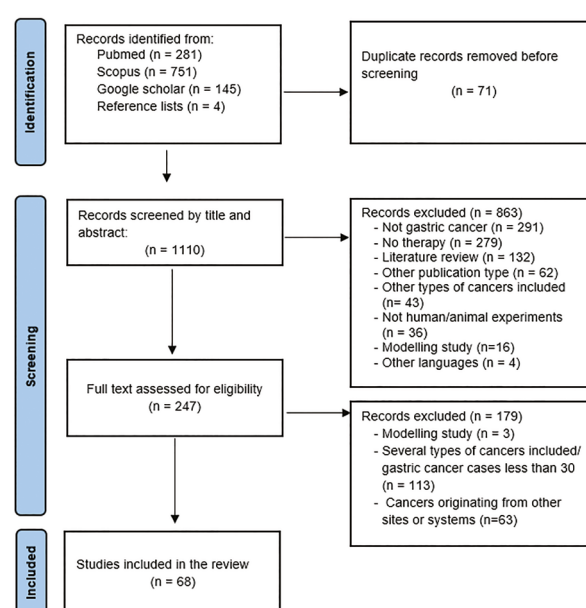 Identification
Records identified from:
Pubmed (n = 281)
Scopus (n = 751)
Google scholar (n = 145)
Reference lists (n = 4)
Duplicate records removed before
screening
(n = 71)
Screening
Records screened by title and
abstract:
(n = 1110)
Records excluded (n = 863)
- Not gastric cancer (n = 291)
- No therapy (n = 279)
- Literature review (n = 132)
- Other publication type (n = 62)
- Other types of cancers included
(n= 43)
- Not human/animal experiments
(n = 36)
- Modelling study (n=16)
- Other languages (n = 4)
Full text assessed for eligibility
(n = 247)
Records excluded (n = 179)
- Modelling study (n = 3)
- Several types of cancers included/
gastric cancer cases less than 30
(n = 113)
- Cancers originating from other
sites or systems (n=63)
Included
Studies included in the review
(n = 68)